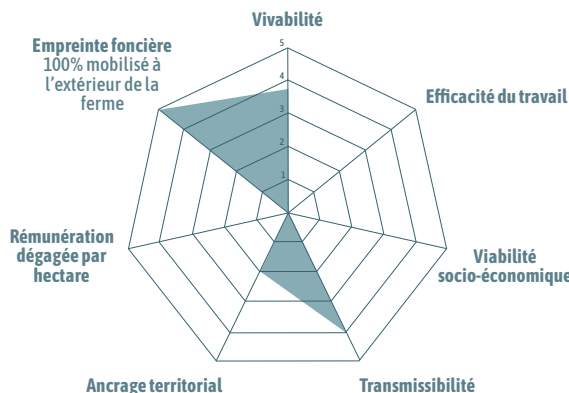 Vivabilité
Empreinte foncière
100% mobilisé à
l'extérieur de la
ferme
5
4
3
2
1
Efficacité du travail
Rémunération
dégagée par
hectare
Viabilité
socio-économique
Ancrage territorial
Transmissibilité